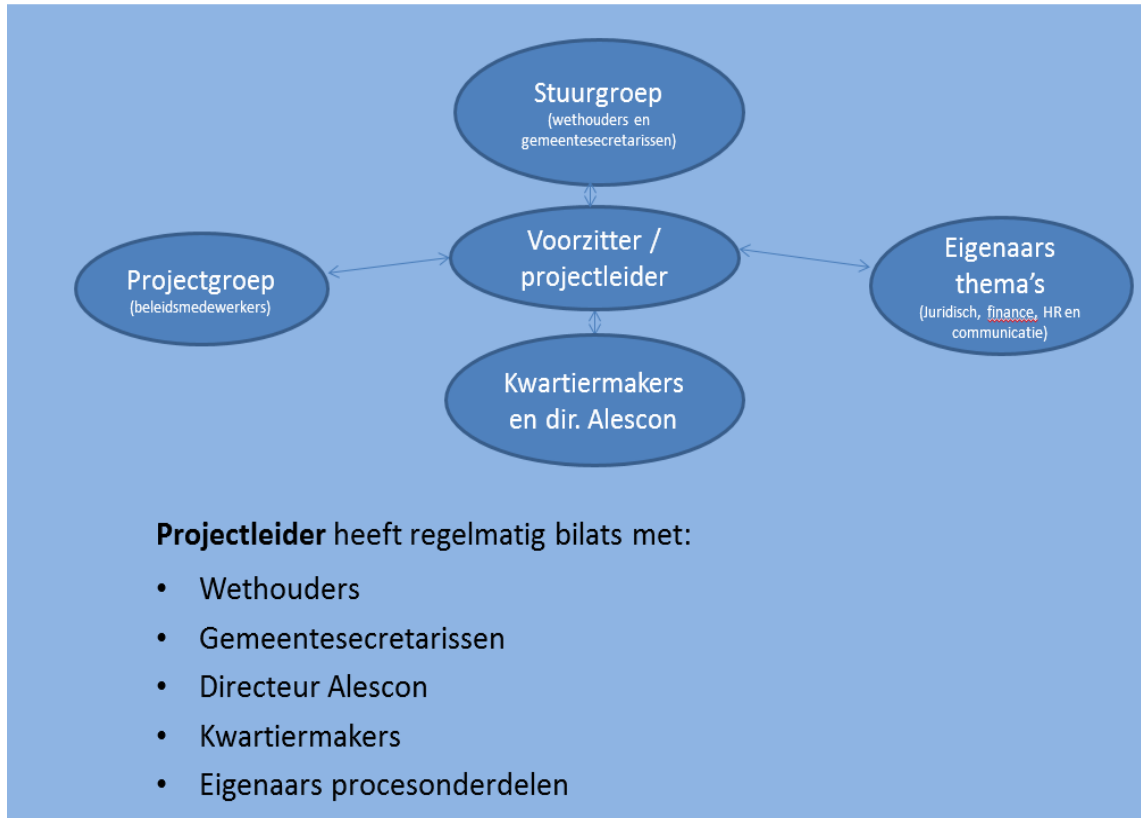 Stuurgroep
(wethouders en
gemeentesecretarissen)
Voorzitter /
projectleider
Projectgroep
(beleidsmedewerkers)
Eigenaars
thema's
(Juridisch, finance, HR en
communicatie)
Kwartiermakers
en dir. Alescon
Projectleider heeft regelmatig bilats met:
• Wethouders
• Gemeentesecretarissen
• Directeur Alescon
• Kwartiermakers
• Eigenaars procesonderdelen